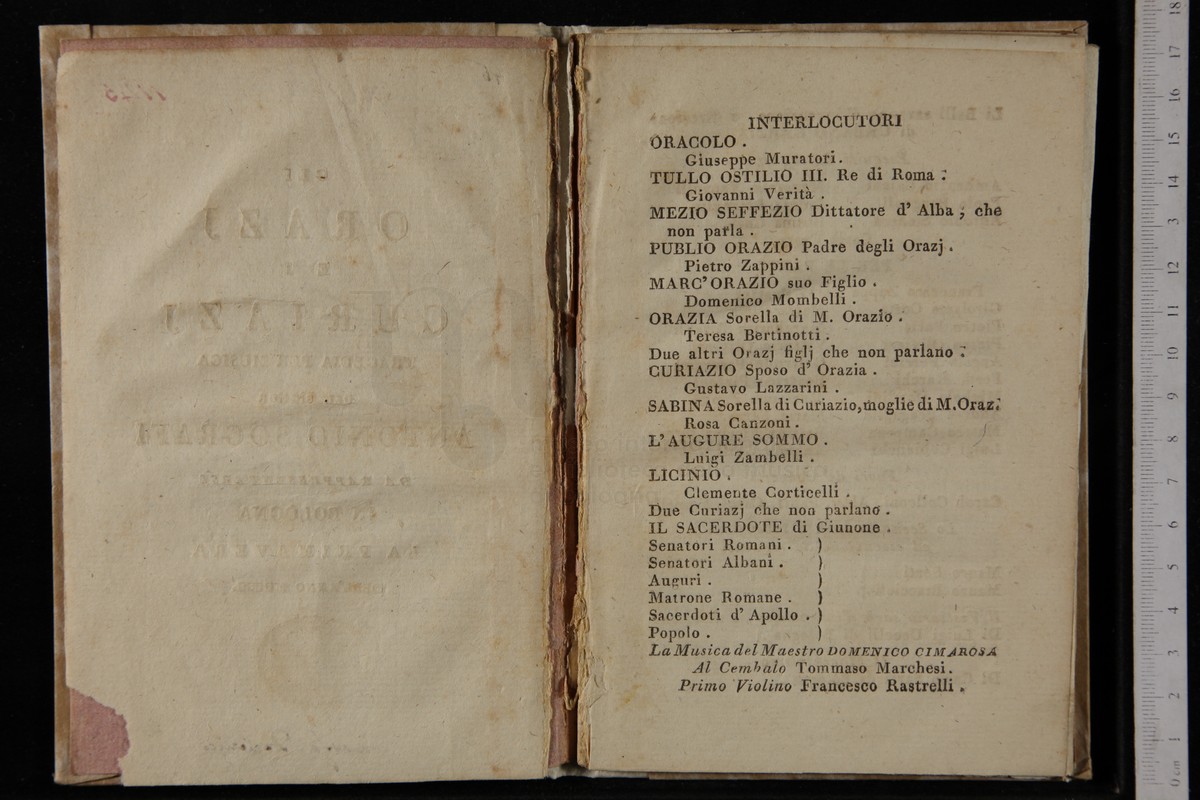 INTERLOCUTORI
ORACOLO .
Giuseppe Muratori.
TULLO OSTILIO III. Re di Roma .
Giovanni Verità .
MEZIO SEFFEZIO Dittatore d' Alba ; che
non parla .
PUBLIO ORAZIO Padre degli Orazj .
Pietro Zappini .
MARC' ORAZIO suo Figlio .
Domenico Mombelli .
ORAZIA Sorella di M. Orazio .
Teresa Bertinotti .
Due altri Orazj figlj che non parlano .
CURIAZIO Sposo d' Orazia .
Gustavo Lazzarini .
SABINA Sorella di Curiazio, moglie di M. Oraz.
Rosa Canzoni .
L' AUGURE SOMMO .
Luigi Zambelli .
LICINIO .
Clemente Corticelli .
Due Curiazj che non parlano .
IL SACERDOTE di Giunone .
Senatori Romani . )
Senatori Albani . )
Auguri . )
Matrone Romane . )
Sacerdoti d' Apollo . )
Popolo . )
La Musica del Maestro DOMENICO CIMAROSA
Al Cembalo Tommaso Marchesi .
Primo Violino Francesco Rastrelli .